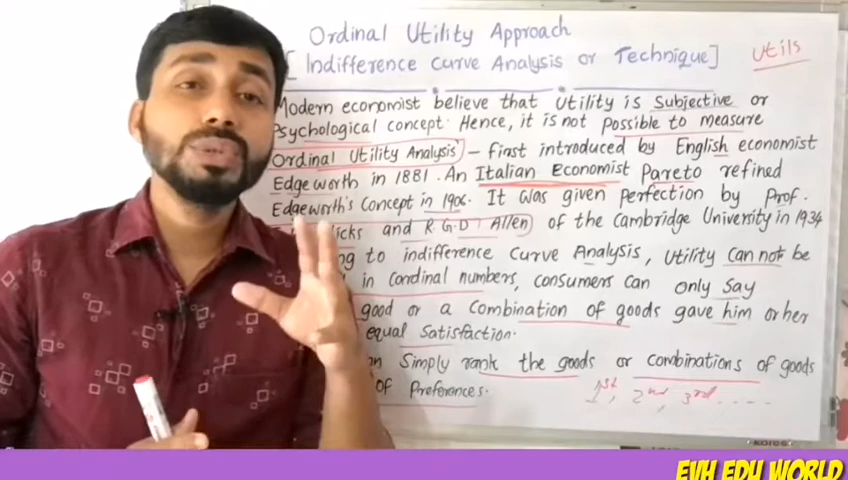 Ordinal Utility Approach
[ Indifference Curve Analysis or Technique]
utils
Modern economist believe that Utility is subjective or
Psychological concept. Hence, it is not possible to measure
Ordinal Utility Analysis - First introduced by English economist
Edgeworth in 1881. An Italian Economist Pareto refined
Edgeworth's Concept in 1906. It was given perfection by Prof.
icks and R.G.D. Allen of the Cambridge University in 1934
ng to indifference curve Analysis, Utility can not be
in cardinal numbers, consumers can only say
good or a combination of goods gave him or her
equal satisfaction.
Simply rank the goods or combinations of goods
of Preferences.
1st, 2nd, 3rd ....
EVH EDU WORLD